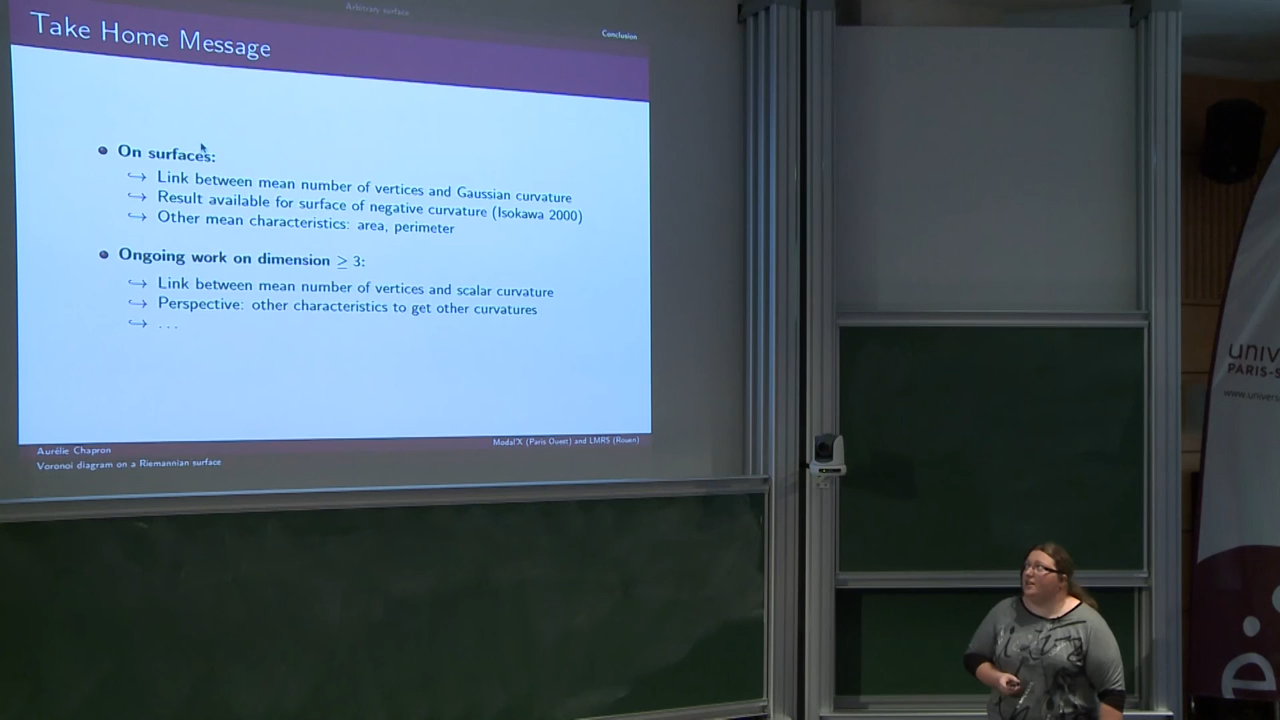 Arbitrary surface
Conclusion
Take Home Message
On surfaces:
↪ Link between mean number of vertices and Gaussian curvature
↪ Result available for surface of negative curvature (Isokawa 2000)
↪ Other mean characteristics: area, perimeter
Ongoing work on dimension ≥ 3:
↪ Link between mean number of vertices and scalar curvature
↪ Perspective: other characteristics to get other curvatures
↪ ...
Aurélie Chapron
Modal'X (Paris Ouest) and LMRS (Rouen)
Voronoi diagram on a Riemannian surface
univ
PARIS-S
www.univers
e